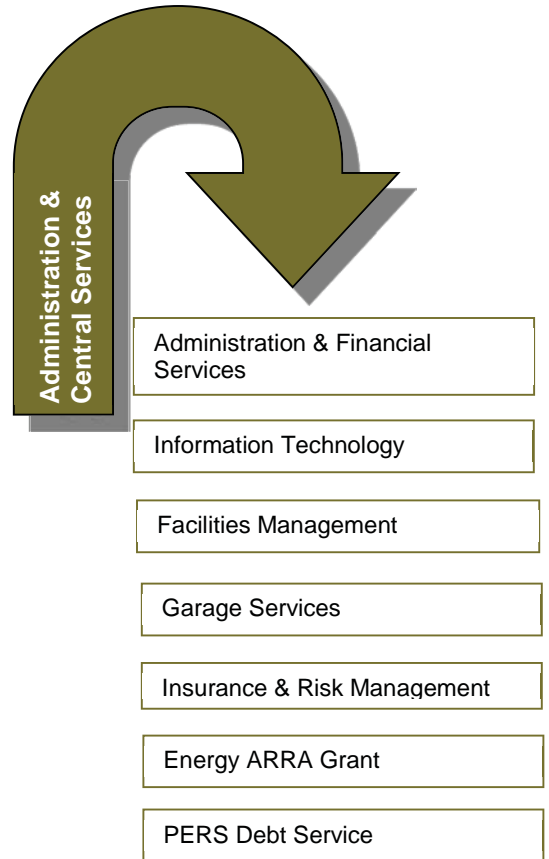 Administration &
Central Services
Administration & Financial
Services
Information Technology
Facilities Management
Garage Services
Insurance & Risk Management
Energy ARRA Grant
PERS Debt Service